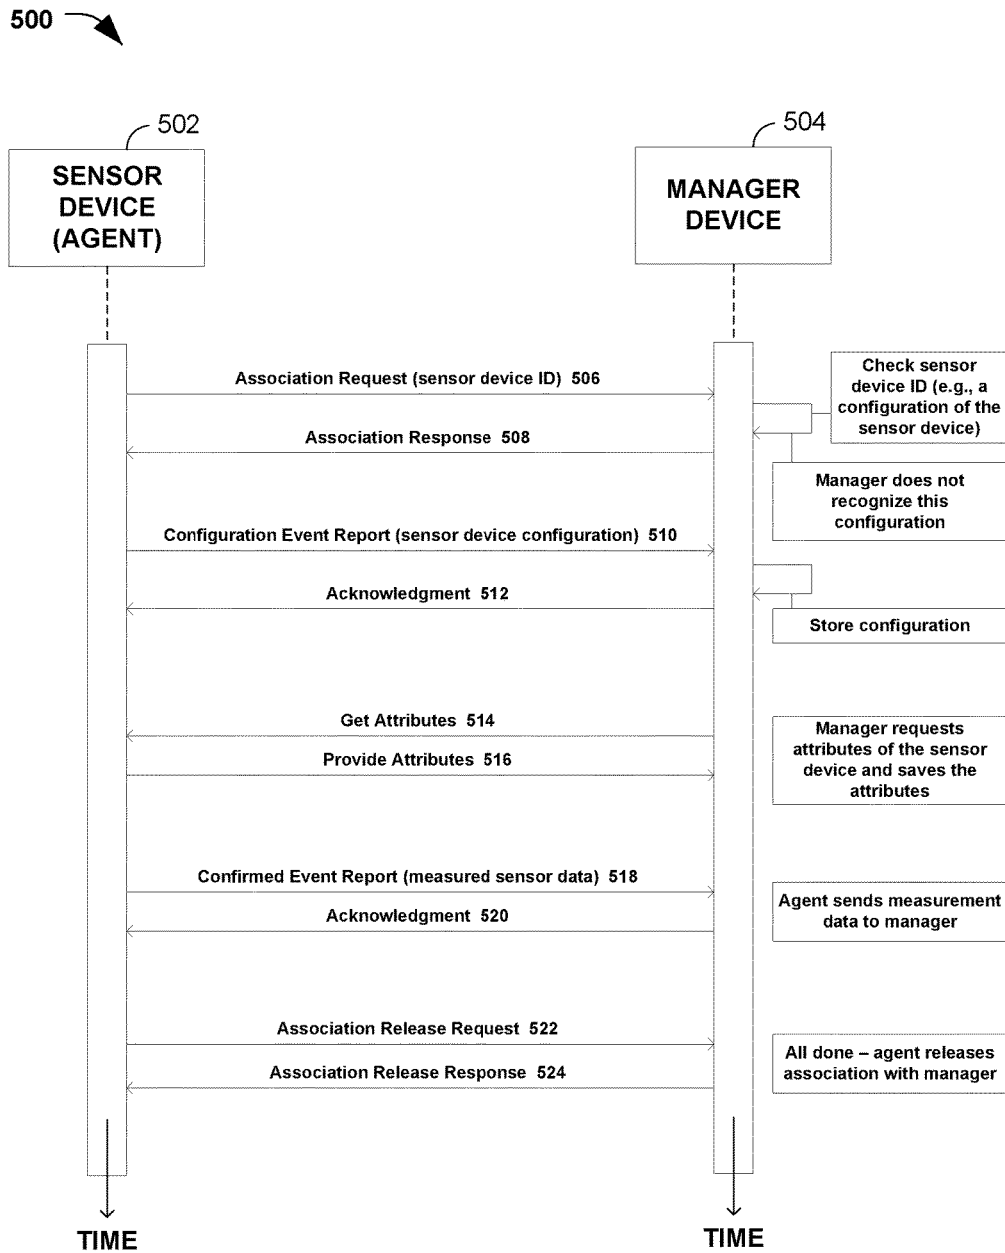 500
502
504
SENSOR
DEVICE
(AGENT)
MANAGER
DEVICE
Association Request (sensor device ID) 506
Check sensor
device ID (e.g., a
configuration of the
sensor device)
Association Response 508
Manager does not
recognize this
configuration
Configuration Event Report (sensor device configuration) 510
Acknowledgment 512
Store configuration
Get Attributes 514
Provide Attributes 516
Manager requests
attributes of the sensor
device and saves the
attributes
Confirmed Event Report (measured sensor data) 518
Acknowledgment 520
Agent sends measurement
data to manager
Association Release Request 522
Association Release Response 524
All done – agent releases
association with manager
TIME
TIME